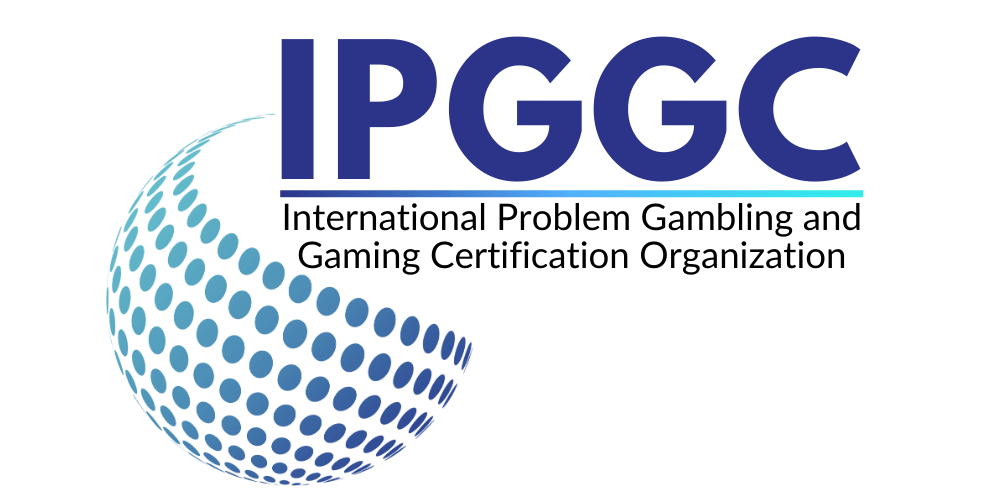 IPGGC
International Problem Gambling and
Gaming Certification Organization